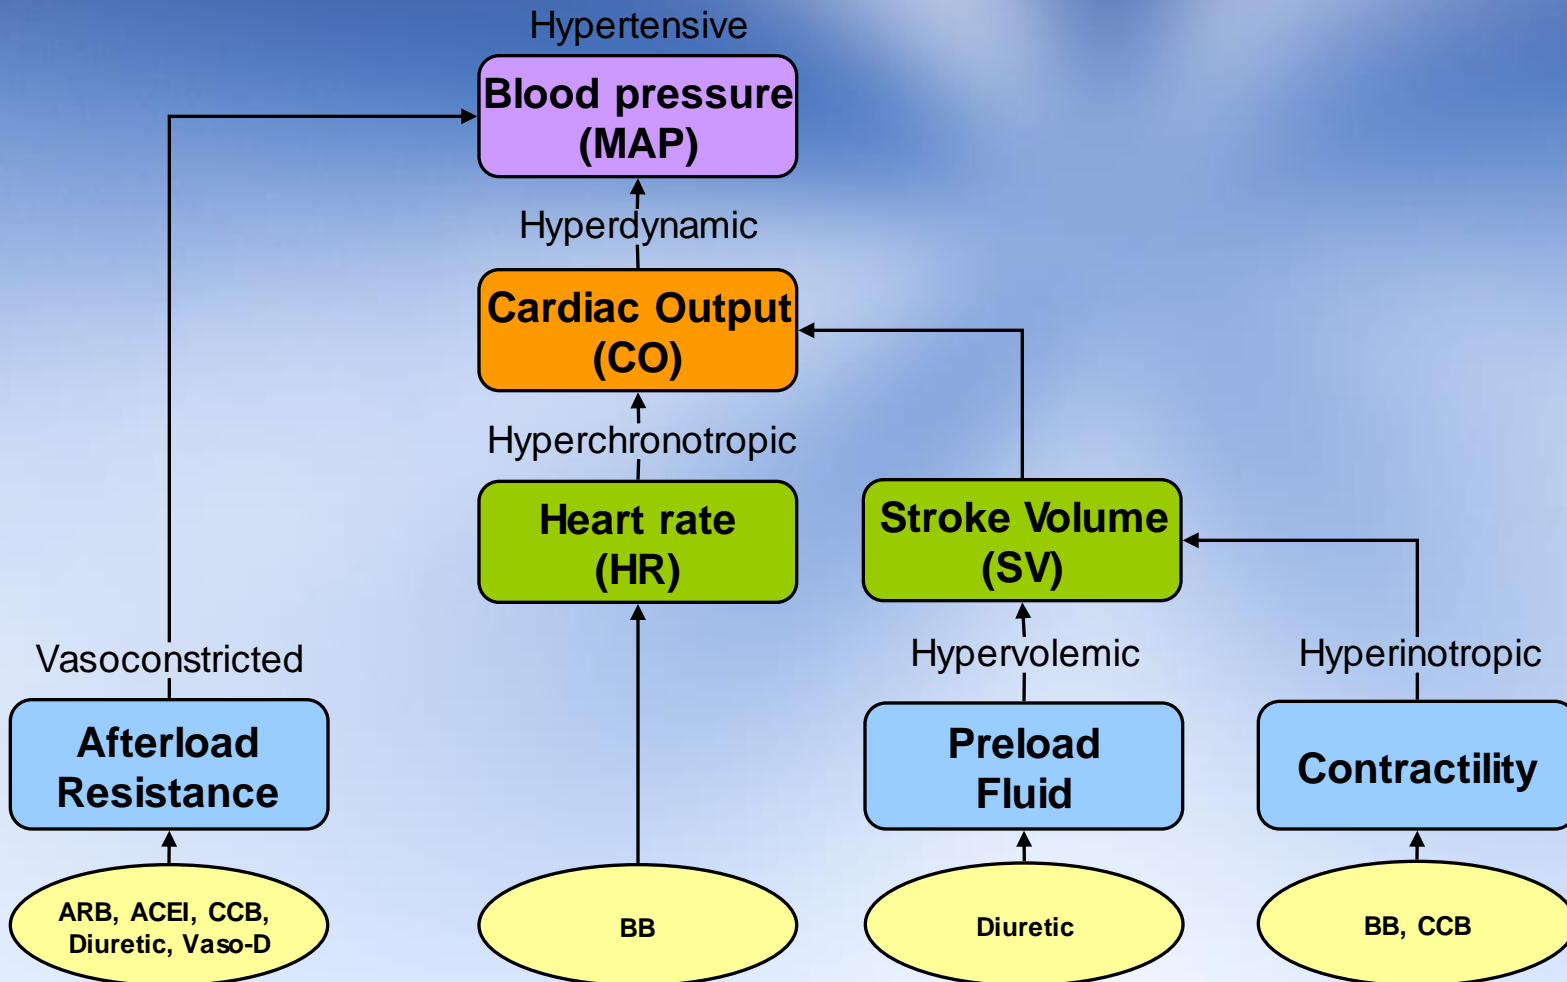 Hypertensive
Blood pressure
(MAP)
Hyperdynamic
Cardiac Output
(CO)
Hyperchronotropic
Heart rate
(HR)
Stroke Volume
(SV)
Vasoconstricted
Hypervolemic
Hyperinotropic
Afterload
Resistance
Preload
Fluid
Contractility
ARB, ACEI, CCB,
Diuretic, Vaso-D
BB
Diuretic
BB, CCB